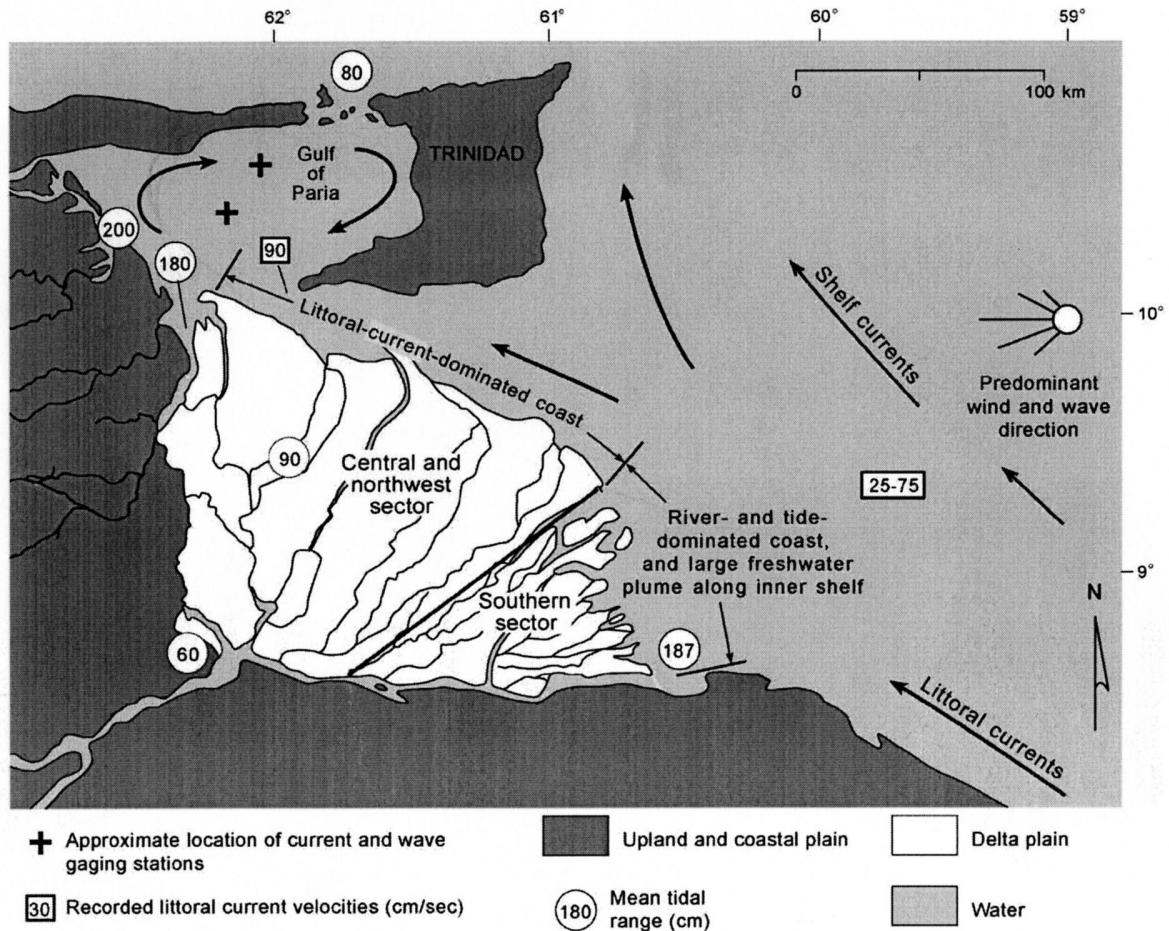 62°
61°
60°
59°
80
0
100 km
TRINIDAD
Gulf
of
Paria
200
180
90
Littoral-current-dominated coast
Shelf currents
10°
Predominant
wind and wave
direction
90
Central and
northwest
sector
25-75
River- and tide-
dominated coast,
and large freshwater
plume along inner shelf
9°
N
Southern
sector
60
187
Littoral currents
Approximate location of current and wave
gaging stations
Upland and coastal plain
Delta plain
30 Recorded littoral current velocities (cm/sec)
180 Mean tidal
range (cm)
Water